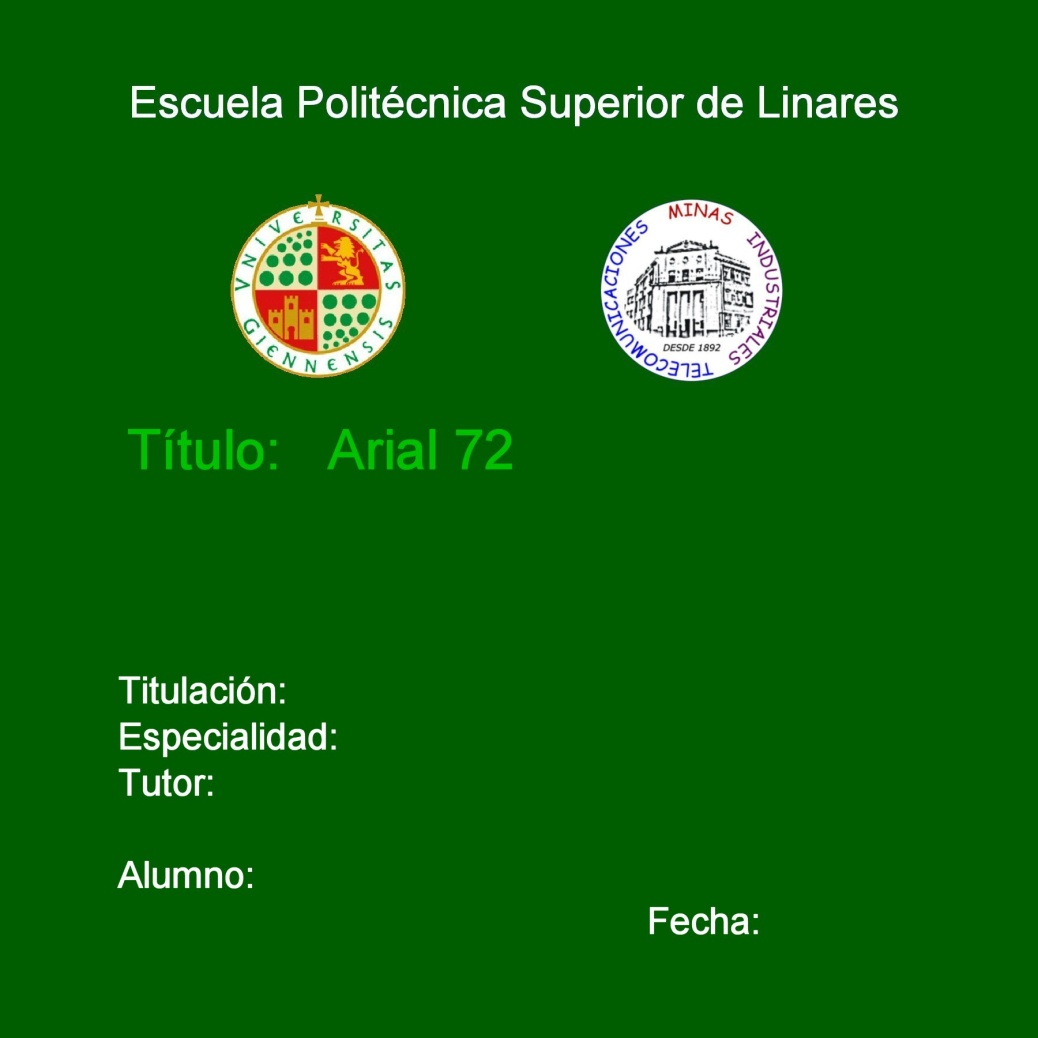 Escuela Politécnica Superior de Linares
VNIVERSITAS GIENNENSIS
MINAS INDUSTRIALES TELECOMUNICACIONES
DESDE 1892
Título: Arial 72
Titulación:
Especialidad:
Tutor:
Alumno:
Fecha: